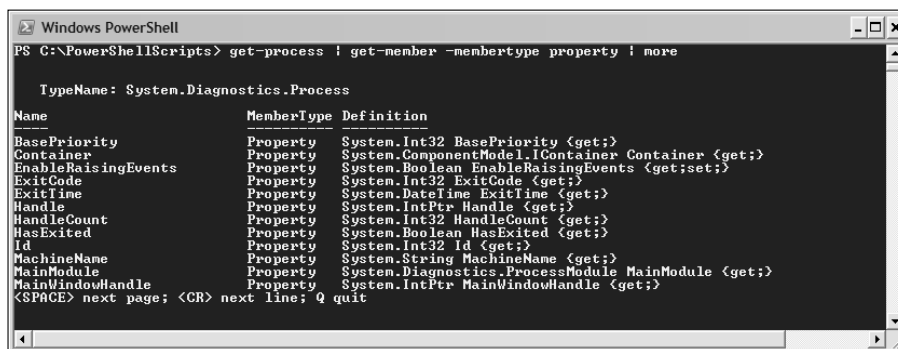 Windows PowerShell
PS C:\PowerShellScripts> get-process | get-member -membertype property | more
TypeName: System.Diagnostics.Process
Name MemberType Definition
---- ---------- ----------
BasePriority Property System.Int32 BasePriority {get;}
Container Property System.ComponentModel.IContainer Container {get;}
EnableRaisingEvents Property System.Boolean EnableRaisingEvents {get;set;}
ExitCode Property System.Int32 ExitCode {get;}
ExitTime Property System.DateTime ExitTime {get;}
Handle Property System.IntPtr Handle {get;}
HandleCount Property System.Int32 HandleCount {get;}
HasExited Property System.Boolean HasExited {get;}
Id Property System.Int32 Id {get;}
MachineName Property System.String MachineName {get;}
MainModule Property System.Diagnostics.ProcessModule MainModule {get;}
MainWindowHandle Property System.IntPtr MainWindowHandle {get;}
<SPACE> next page; <CR> next line; Q quit